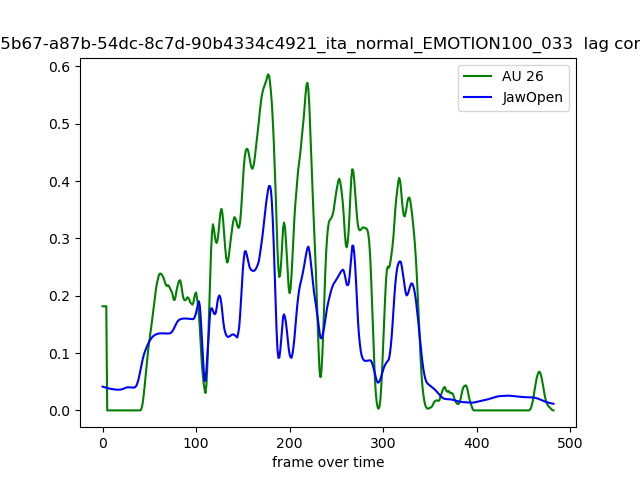 5b67-a87b-54dc-8c7d-90b4334c4921_ita_normal_EMOTION100_033  lag cor
AU 26
JawOpen
0.6
0.5
0.4
0.3
0.2
0.1
0.0
0 100 200 300 400 500
frame over time